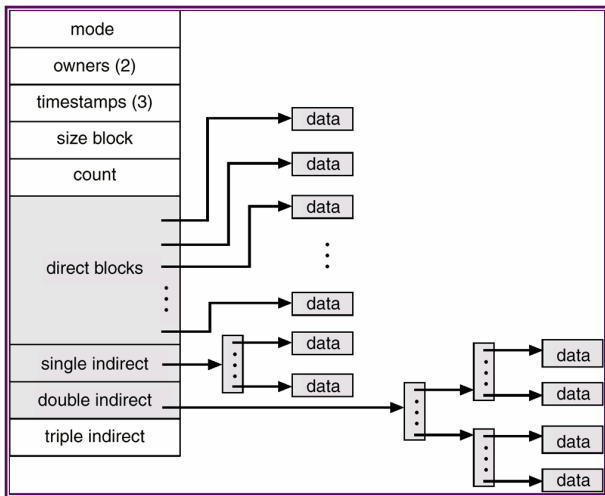 mode
owners (2)
timestamps (3)
size block
count
direct blocks
single indirect
double indirect
triple indirect
data
data
data
data
data
data
data
data
data
data